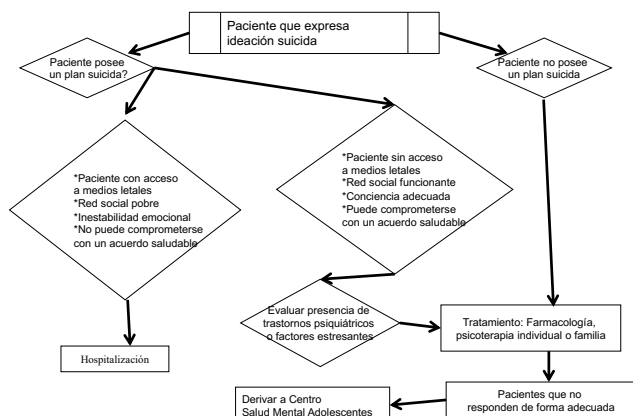 Paciente que expresa
ideación suicida
Paciente posee
un plan suicida?
Paciente no posee
un plan suicida
*Paciente con acceso
a medios letales
*Red social pobre
*Inestabilidad emocional
*No puede comprometerse
con un acuerdo saludable
*Paciente sin acceso
a medios letales
*Red social funcionante
*Conciencia adecuada
*Puede comprometerse
con un acuerdo saludable
Evaluar presencia de
trastornos psiquiátricos
o factores estresantes
Tratamiento: Farmacología,
psicoterapia individual o familia
Hospitalización
Pacientes que no
responden de forma adecuada
Derivar a Centro
Salud Mental Adolescentes